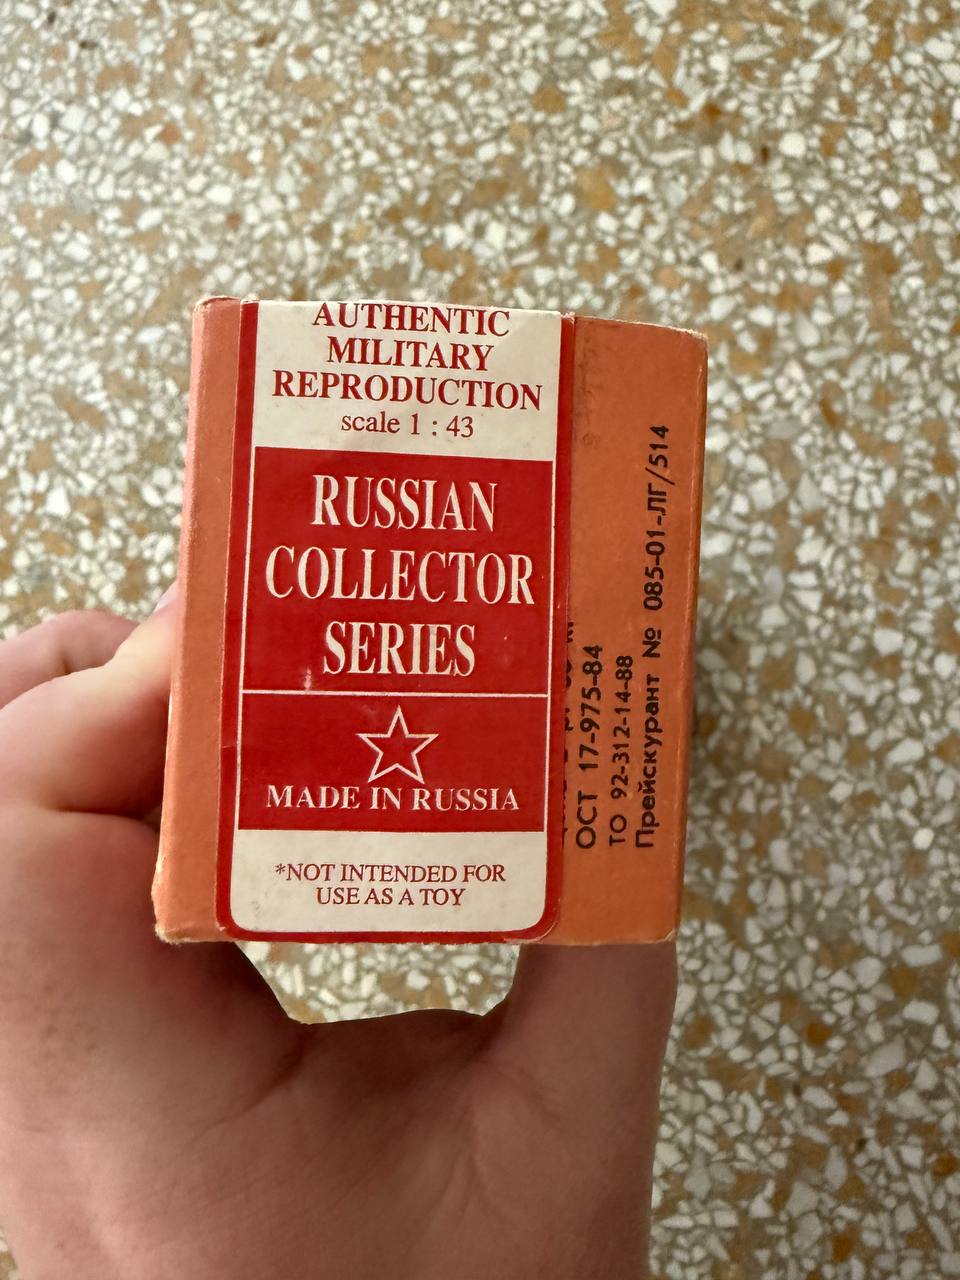 AUTHENTIC
MILITARY
REPRODUCTION
scale 1 : 43
RUSSIAN
COLLECTOR
SERIES
MADE IN RUSSIA
*NOT INTENDED FOR
USE AS A TOY
ОСТ 17-975-84
ТО 92-312-14-88
Прейскурант № 085-01-ЛГ/514